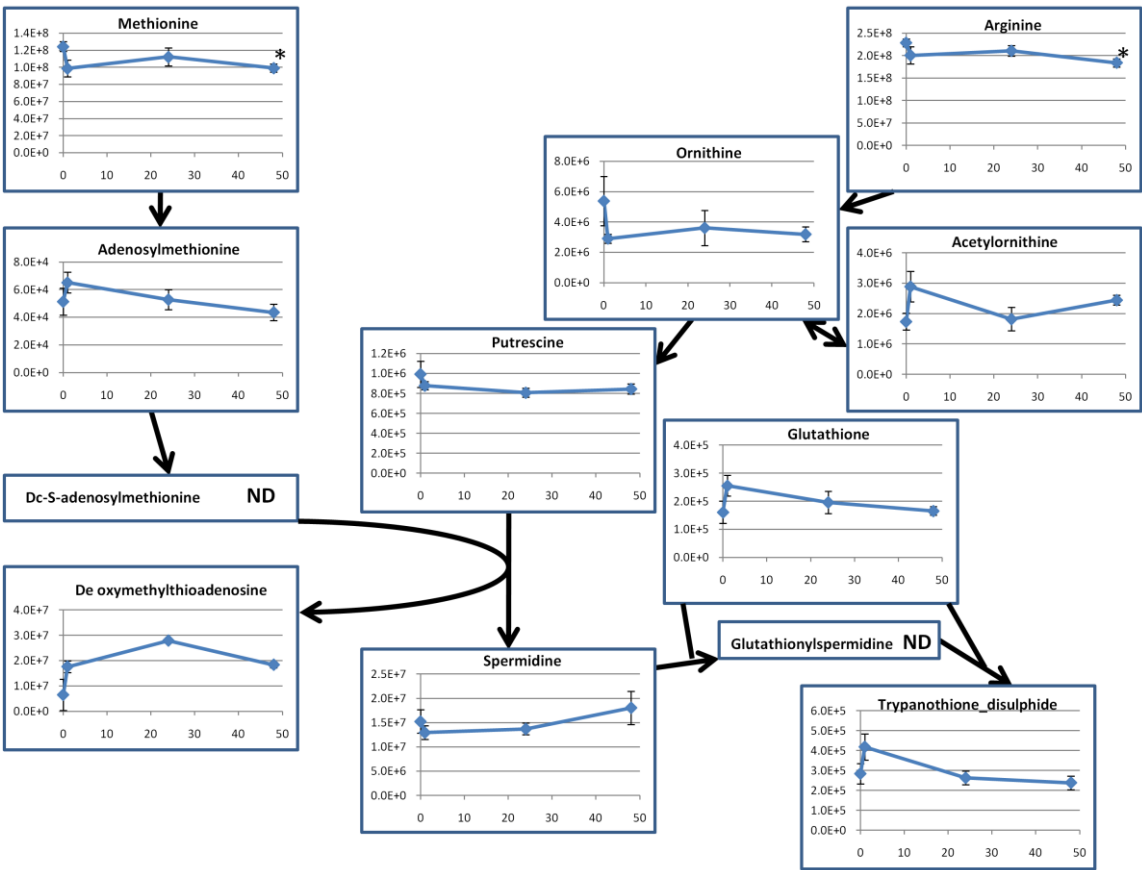 Methionine
1.4E+8
1.2E+8
1.0E+8
8.0E+7
6.0E+7
4.0E+7
2.0E+7
0.0E+0
*
0 10 20 30 40 50
Arginine
2.5E+8
2.0E+8
1.5E+8
1.0E+8
5.0E+7
0.0E+0
*
0 10 20 30 40 50
Ornithine
8.0E+6
6.0E+6
4.0E+6
2.0E+6
0.0E+0
0 10 20 30 40 50
Adenosylmethionine
8.0E+4
6.0E+4
4.0E+4
2.0E+4
0.0E+0
0 10 20 30 40 50
Acetylornithine
4.0E+6
3.0E+6
2.0E+6
1.0E+6
0.0E+0
0 10 20 30 40 50
Putrescine
1.2E+6
1.0E+6
8.0E+5
6.0E+5
4.0E+5
2.0E+5
0.0E+0
0 10 20 30 40 50
Glutathione
4.0E+5
3.0E+5
2.0E+5
1.0E+5
0.0E+0
0 10 20 30 40 50
Dc-S-adenosylmethionine ND
De oxymethylthioadenosine
4.0E+7
3.0E+7
2.0E+7
1.0E+7
0.0E+0
0 10 20 30 40 50
Glutathionylspermidine ND
Spermidine
2.5E+7
2.0E+7
1.5E+7
1.0E+7
5.0E+6
0.0E+0
0 10 20 30 40 50
Trypanothione_disulphide
6.0E+5
5.0E+5
4.0E+5
3.0E+5
2.0E+5
1.0E+5
0.0E+0
0 10 20 30 40 50